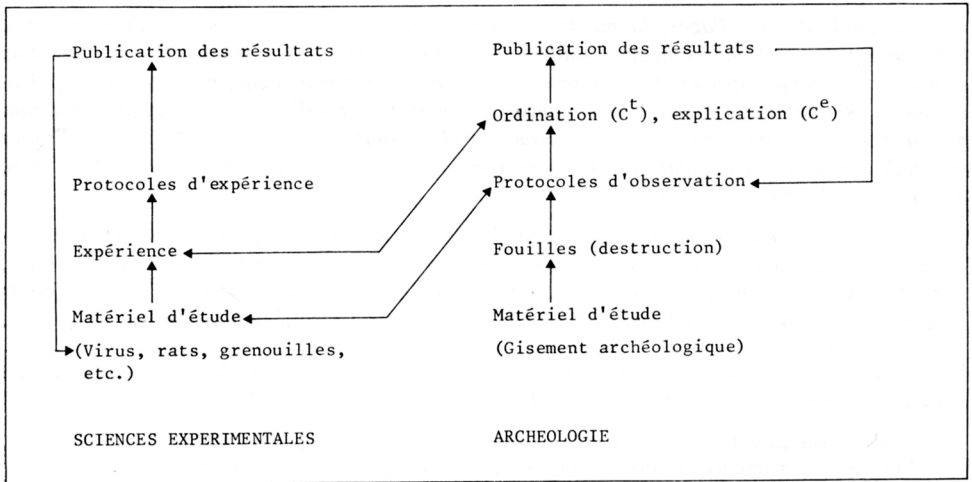 Publication des résultats
Protocoles d'expérience
Expérience
Matériel d'étude
(Virus, rats, grenouilles,
etc.)
SCIENCES EXPERIMENTALES
Publication des résultats
Ordination (Cᵗ), explication (Cᵉ)
Protocoles d'observation
Fouilles (destruction)
Matériel d'étude
(Gisement archéologique)
ARCHEOLOGIE